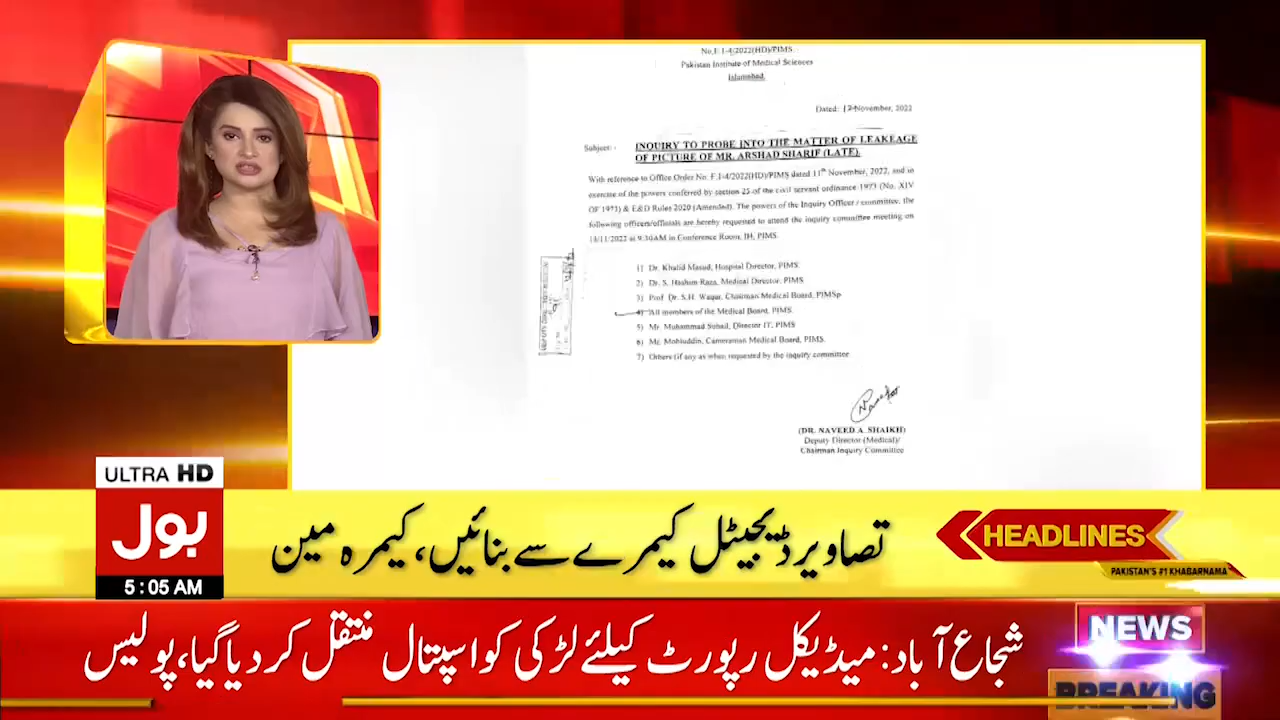 No.F.1-4/2022(HD)/PIMS
Pakistan Institute of Medical Sciences
Islamabad.
Dated: 12 November, 2022
Subject:- INQUIRY TO PROBE INTO THE MATTER OF LEAKEAGE
OF PICTURE OF MR. ARSHAD SHARIF (LATE).
With reference to Office Order No. F.1-4/2022(HD)/PIMS dated 11th November, 2022, and in
exercise of the powers conferred by section 25 of the civil servant ordinance 1973 (No. XIV
OF 1973) & E&D Rules 2020 (Amended). The powers of the Inquiry Officer / committee, the
following officers/officials are hereby requested to attend the inquiry committee meeting on
/11/2022 at 9:30AM in Conference Room, IH, PIMS.
1) Dr. Khalid Masud, Hospital Director, PIMS
2) Dr. S. Hashim Raza, Medical Director, PIMS
3) Prof Dr. S.H. Waqar, Chairman Medical Board, PIMSp
4) All members of the Medical Board, PIMS.
5) Mr. Muhammad Suhail, Director IT, PIMS
6) Mr. Mohiuddin, Cameraman Medical Board, PIMS.
7) Others (if any as when requested by the inquiry committee
(DR. NAVEED A. SHAIKH)
Deputy Director (Medical)/
Chairman Inquiry Committee
ULTRA HD
بول
5:05 AM
تصاویر ڈیجیٹل کیمرے سے بنائیں، کیمرہ مین
HEADLINES
PAKISTAN'S #1 KHABARNAMA
شجاع آباد: میڈیکل رپورٹ کیلئے لڑکی کو اسپتال منتقل کر دیا گیا، پولیس
NEWS
BREAKING